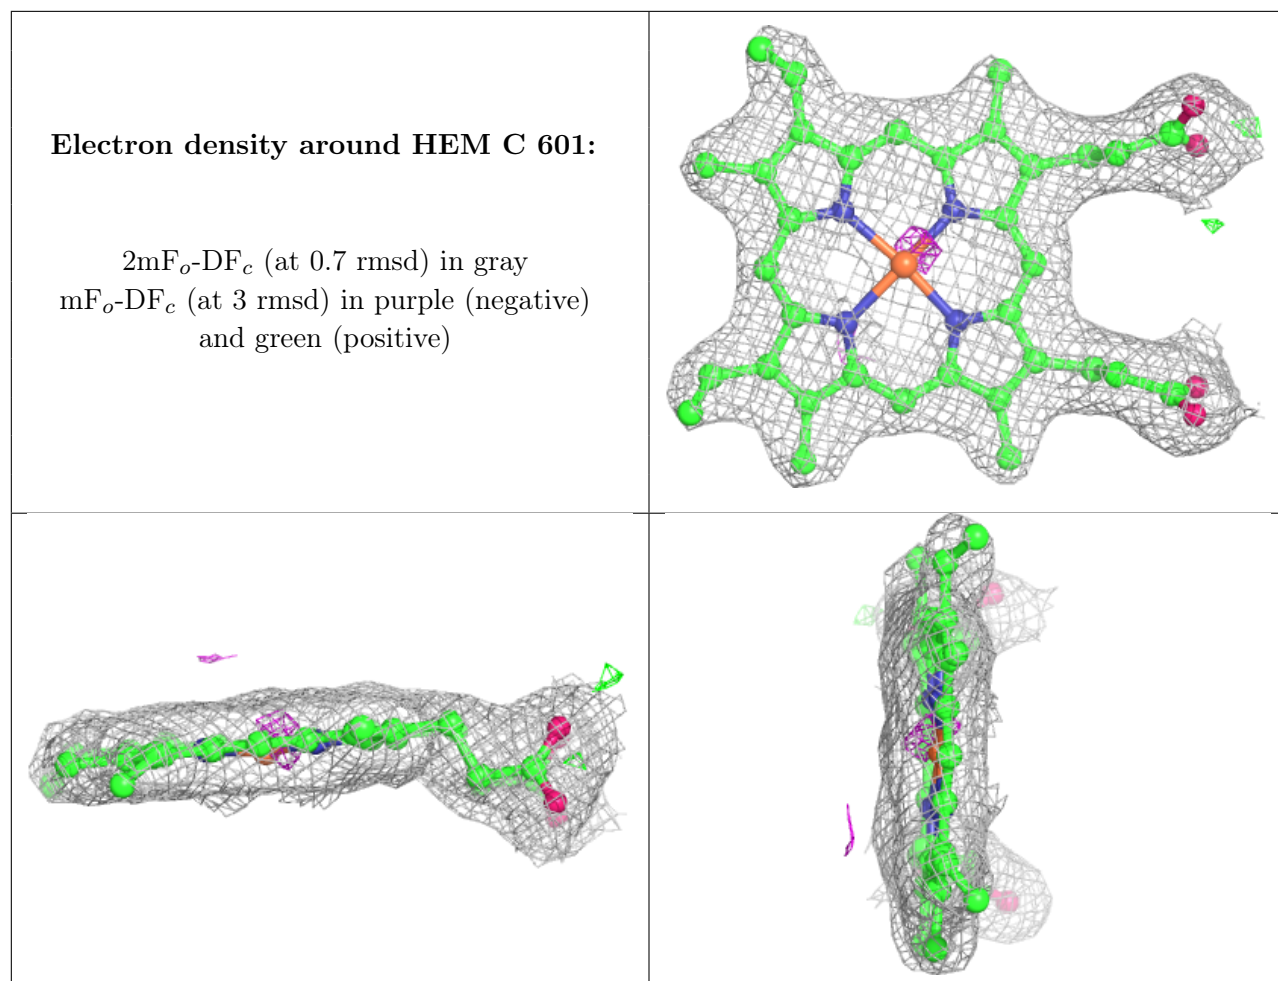 Electron density around HEM C 601:
2mFo-DFc (at 0.7 rmsd) in gray
mFo-DFc (at 3 rmsd) in purple (negative)
and green (positive)